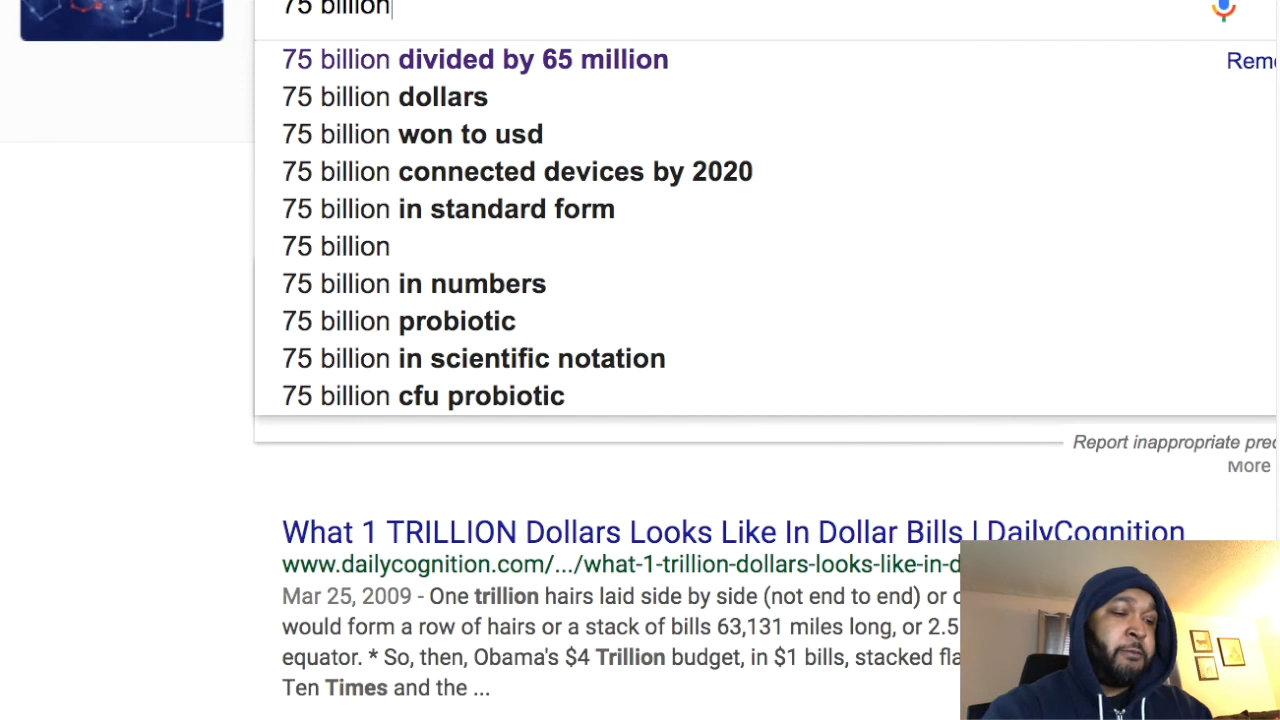 75 billion
75 billion divided by 65 million
Remo
75 billion dollars
75 billion won to usd
75 billion connected devices by 2020
75 billion in standard form
75 billion
75 billion in numbers
75 billion probiotic
75 billion in scientific notation
75 billion cfu probiotic
Report inappropriate prec
More
What 1 TRILLION Dollars Looks Like In Dollar Bills | DailyCognition
www.dailycognition.com/.../what-1-trillion-dollars-looks-like-in-d
Mar 25, 2009 - One trillion hairs laid side by side (not end to end) or
would form a row of hairs or a stack of bills 63,131 miles long, or 2.5
equator. * So, then, Obama's $4 Trillion budget, in $1 bills, stacked fla
Ten Times and the ...